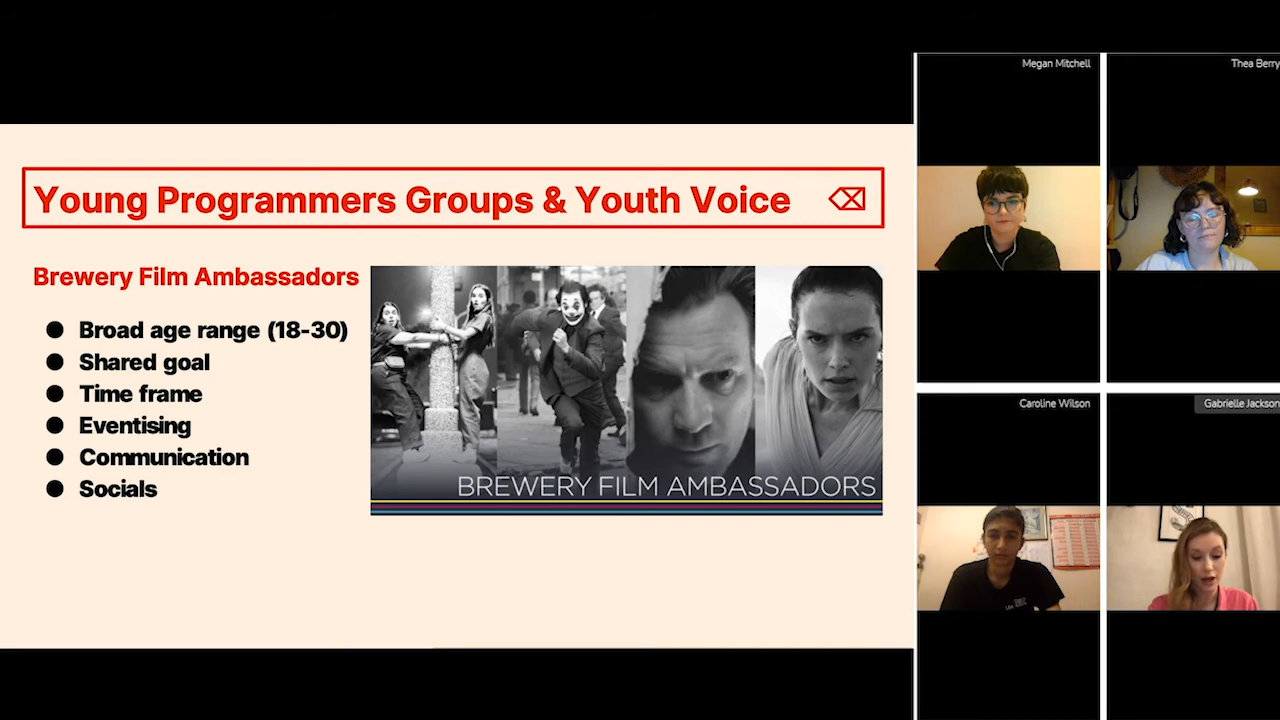 Megan Mitchell
Thea Berry
Young Programmers Groups & Youth Voice
Brewery Film Ambassadors
● Broad age range (18-30)
● Shared goal
● Time frame
● Eventising
● Communication
● Socials
BREWERY FILM AMBASSADORS
Caroline Wilson
Gabrielle Jackson